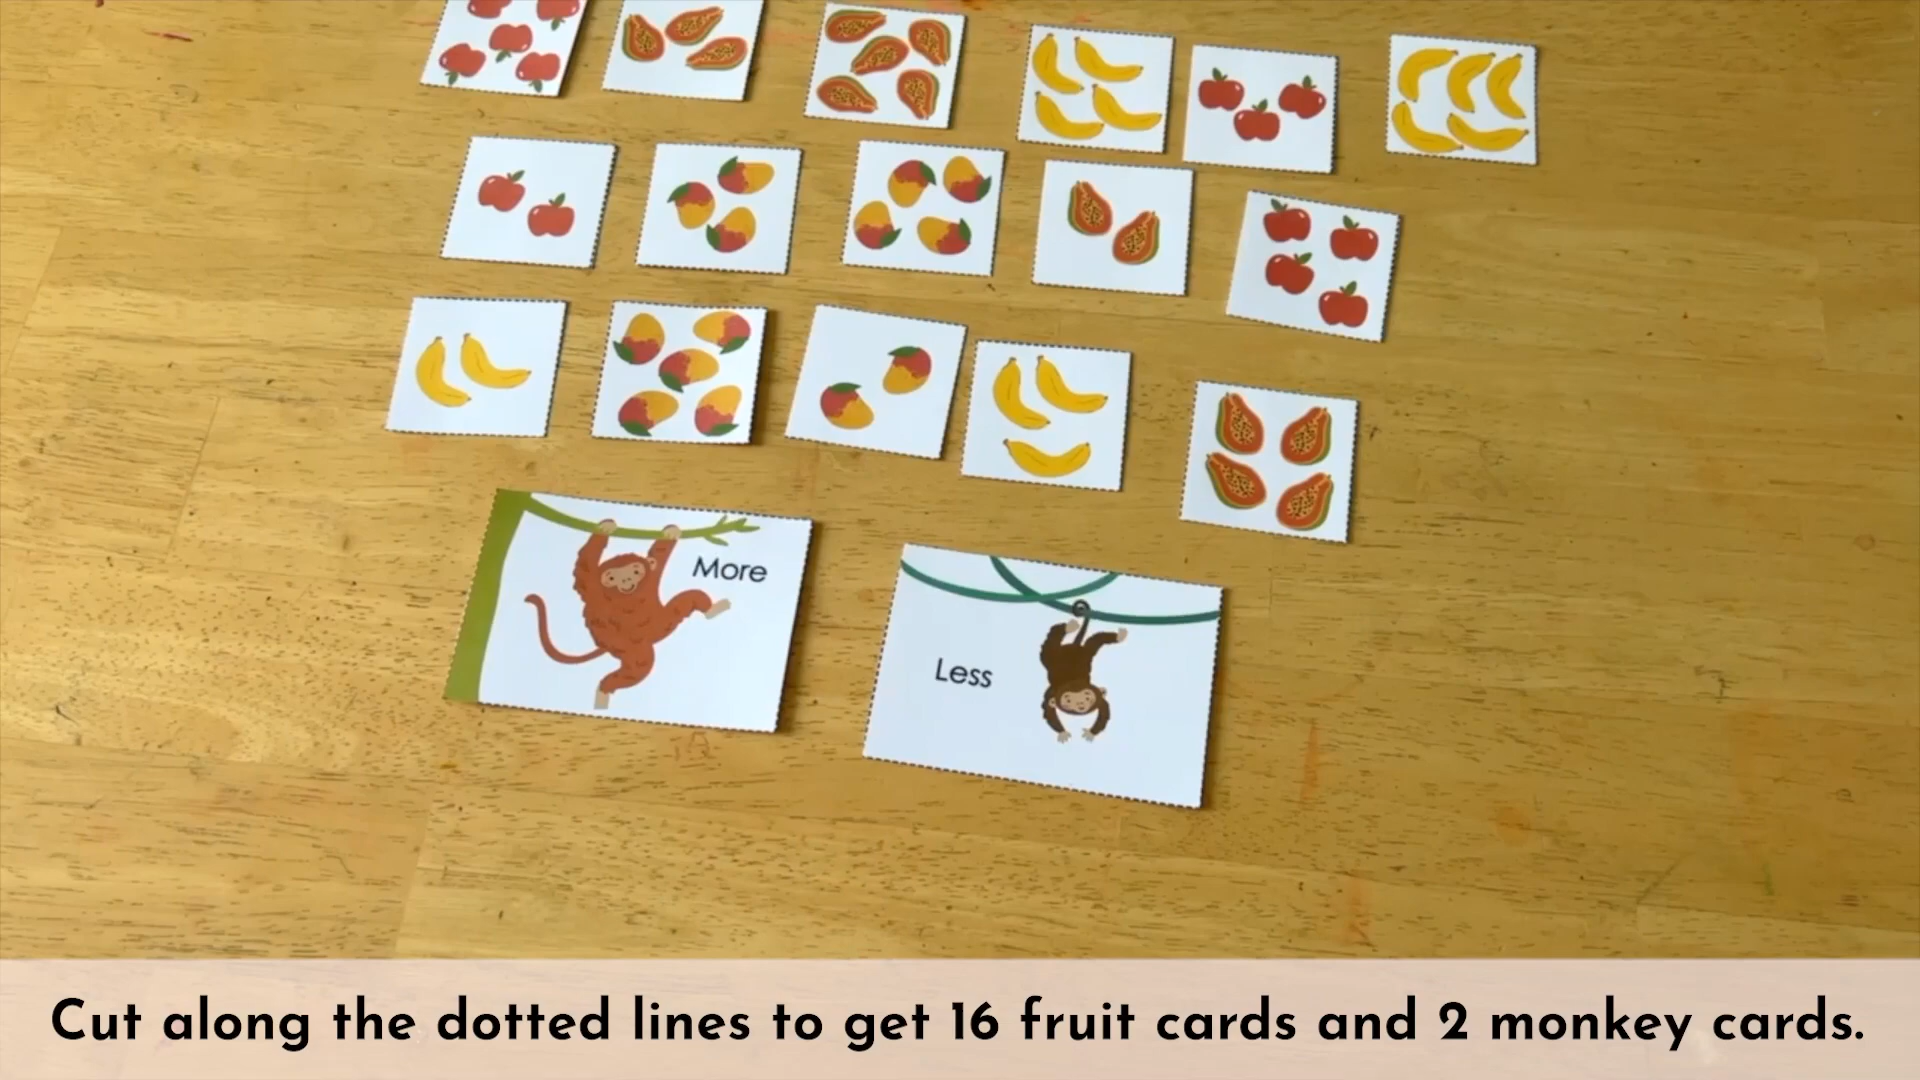 More
Less
Cut along the dotted lines to get 16 fruit cards and 2 monkey cards.